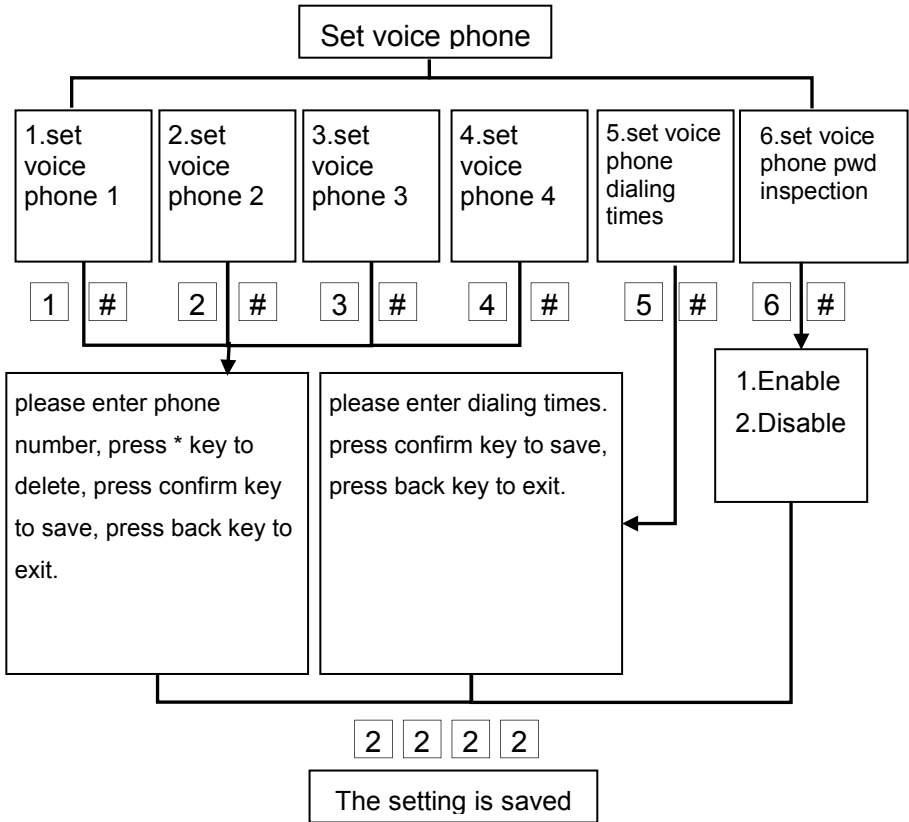 Set voice phone
1.set
voice
phone 1
2.set
voice
phone 2
3.set
voice
phone 3
4.set
voice
phone 4
5.set voice
phone
dialing
times
6.set voice
phone pwd
inspection
1 # 2 # 3 # 4 # 5 # 6 #
please enter phone
number, press * key to
delete, press confirm key
to save, press back key to
exit.
please enter dialing times.
press confirm key to save,
press back key to exit.
1.Enable
2.Disable
2 2 2 2
The setting is saved